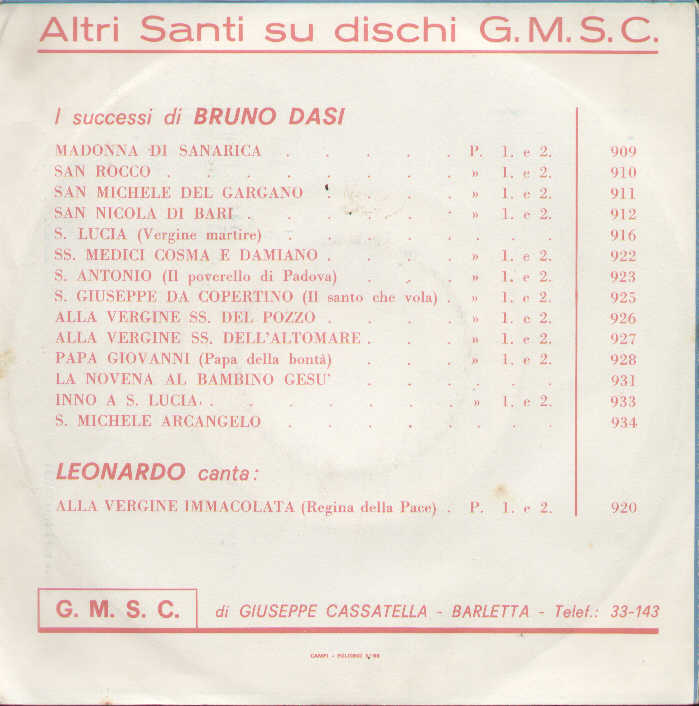 Altri Santi su dischi G.M.S.C.
I successi di BRUNO DASI
MADONNA DI SANARICA . . . . . P. 1. e 2. 909
SAN ROCCO . . . . . . . » 1. e 2. 910
SAN MICHELE DEL GARGANO . . . . » 1. e 2. 911
SAN NICOLA DI BARI . . . . . . » 1. e 2. 912
S. LUCIA (Vergine martire) . . . . . . . 916
SS. MEDICI COSMA E DAMIANO . . . . » 1. e 2. 922
S. ANTONIO (Il poverello di Padova) . . . » 1. e 2. 923
S. GIUSEPPE DA COPERTINO (Il santo che vola) . » 1. e 2. 925
ALLA VERGINE SS. DEL POZZO . . . . » 1. e 2. 926
ALLA VERGINE SS. DELL'ALTOMARE . . . » 1. e 2. 927
PAPA GIOVANNI (Papa della bontà) . . . » 1. e 2. 928
LA NOVENA AL BAMBINO GESU' . . . . . 931
INNO A S. LUCIA . . . . . . . » 1. e 2. 933
S. MICHELE ARCANGELO . . . . . . . 934
LEONARDO canta:
ALLA VERGINE IMMACOLATA (Regina della Pace) . P. 1. e 2. 920
G. M. S. C. di GIUSEPPE CASSATELLA - BARLETTA - Telef.: 33-143
CAMPI - FOLIGNO